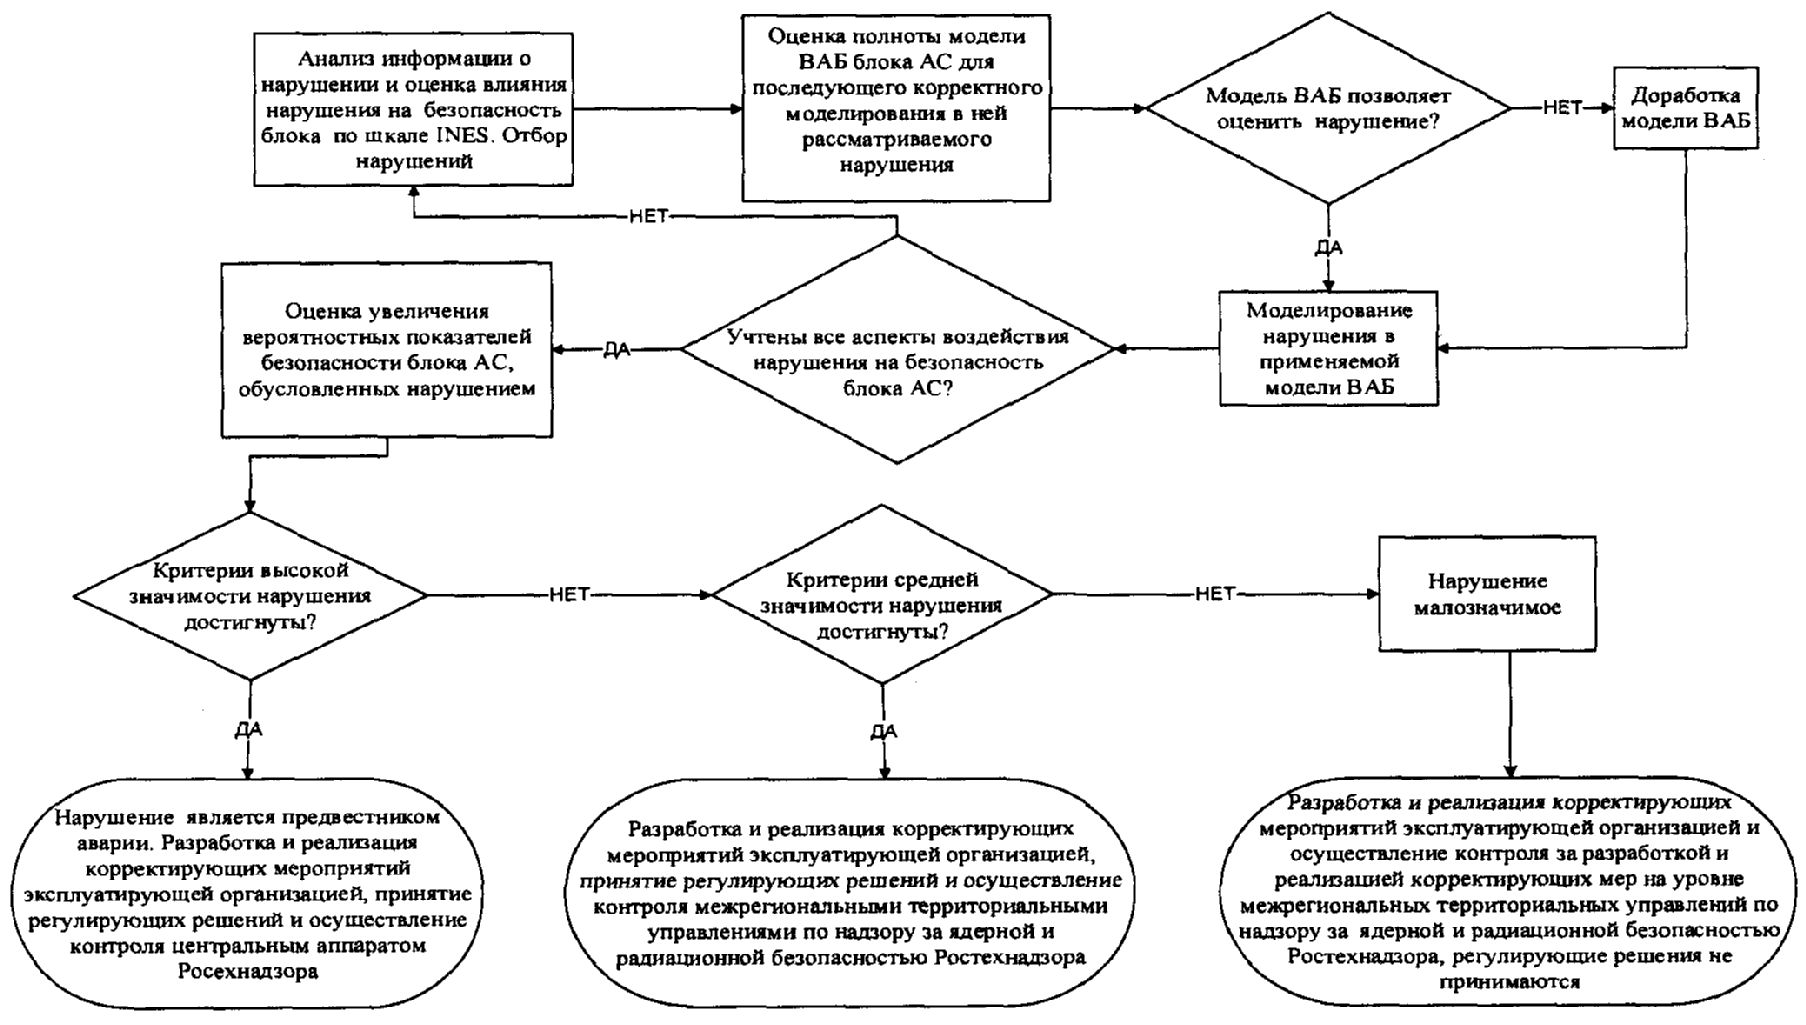 Анализ информации о
нарушении и оценка влияния
нарушения на безопасность
блока по шкале INES. Отбор
нарушений
Оценка полноты модели
ВАБ блока АС для
последующего корректного
моделирования в ней
рассматриваемого
нарушения
Модель ВАБ позволяет
оценить нарушение?
НЕТ
Доработка
модели ВАБ
НЕТ
ДА
Оценка увеличения
вероятностных показателей
безопасности блока АС,
обусловленных нарушением
ДА
Учтены все аспекты воздействия
нарушения на безопасность
блока АС?
Моделирование
нарушения в
применяемой
модели ВАБ
Критерии высокой
значимости нарушения
достигнуты?
НЕТ
Критерии средней
значимости нарушения
достигнуты?
НЕТ
Нарушение
малозначимое
ДА
ДА
Нарушение является предвестником
аварии. Разработка и реализация
корректирующих мероприятий
эксплуатирующей организацией, принятие
регулирующих решений и осуществление
контроля центральным аппаратом
Росехнадзора
Разработка и реализация корректирующих
мероприятий эксплуатирующей организацией,
принятие регулирующих решений и осуществление
контроля межрегиональными территориальными
управлениями по надзору за ядерной и
радиационной безопасностью Ростехнадзора
Разработка и реализация корректирующих
мероприятий эксплуатирующей организацией и
осуществление контроля за разработкой и
реализацией корректирующих мер на уровне
межрегиональных территориальных управлений по
надзору за ядерной и радиационной безопасностью
Ростехнадзора, регулирующие решения не
принимаются